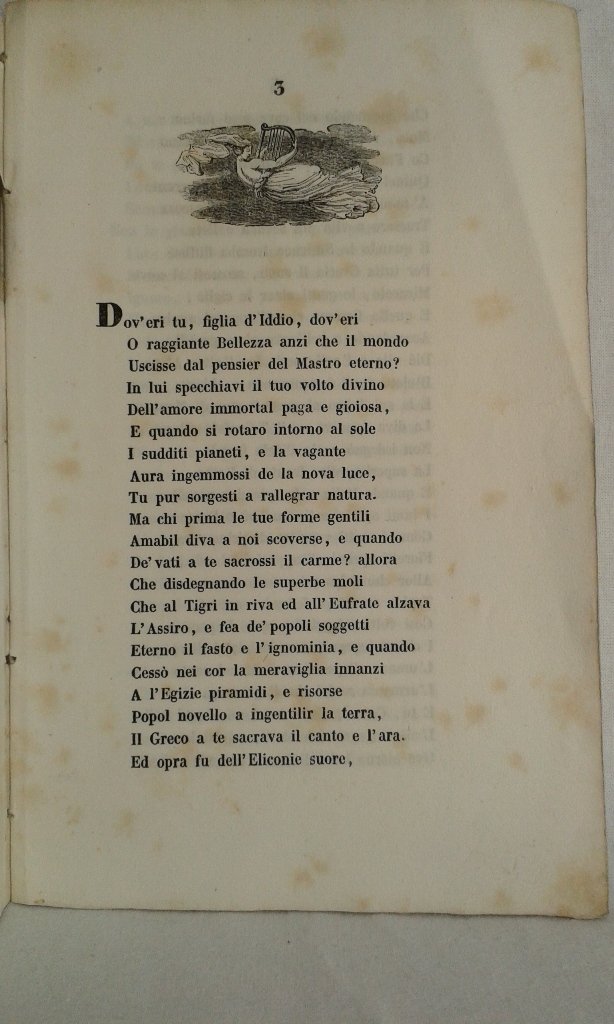 3
Dov'eri tu, figlia d'Iddio, dov'eri
O raggiante Bellezza anzi che il mondo
Uscisse dal pensier del Mastro eterno?
In lui specchiavi il tuo volto divino
Dell'amore immortal paga e gioiosa,
E quando si rotaro intorno al sole
I sudditi pianeti, e la vagante
Aura ingemmossi de la nova luce,
Tu pur sorgesti a rallegrar natura.
Ma chi prima le tue forme gentili
Amabil diva a noi scoverse, e quando
De' vati a te sacrossi il carme? allora
Che disdegnando le superbe moli
Che al Tigri in riva ed all'Eufrate alzava
L'Assiro, e fea de' popoli soggetti
Eterno il fasto e l'ignominia, e quando
Cessò nei cor la meraviglia innanzi
A l'Egizie piramidi, e risorse
Popol novello a ingentilir la terra,
Il Greco a te sacrava il canto e l'ara.
Ed opra fu dell'Eliconie suore,